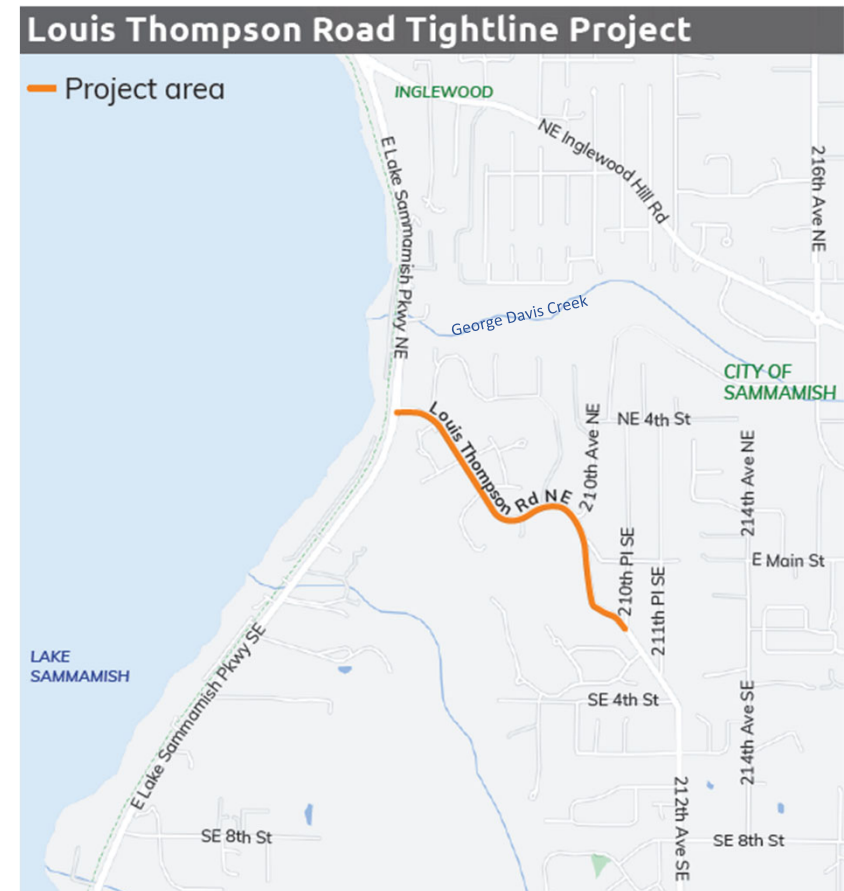 Louis Thompson Road Tightline Project
Project area
INGLEWOOD
NE Inglewood Hill Rd
216th Ave NE
E Lake Sammamish Pkwy NE
George Davis Creek
CITY OF
SAMMAMISH
Louis Thompson Rd NE
210th Ave NE
NE 4th St
214th Ave NE
E Main St
210th Pl SE
211th Pl SE
LAKE
SAMMAMISH
E Lake Sammamish Pkwy SE
SE 4th St
214th Ave SE
212th Ave SE
SE 8th St
SE 8th St